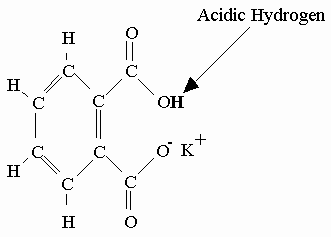 Acidic Hydrogen
H O
H C C
C C OH
C C O- K+
H C C
H O